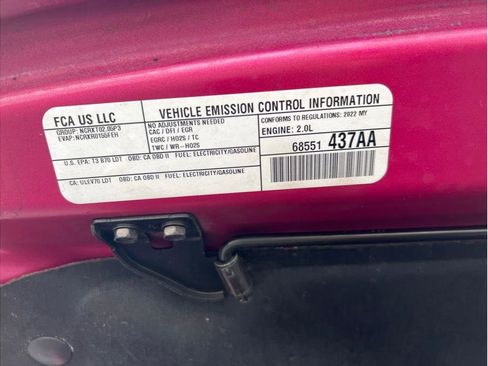 FCA US LLC
GROUP: NCRXT02.05P3
EVAP: NCRXR0155FEH
VEHICLE EMISSION CONTROL INFORMATION
NO ADJUSTMENTS NEEDED
CAC / DFI / EGR
EGRC / HO2S / TC
TWC / WR-HO2S
CONFORMS TO REGULATIONS: 2022 MY
ENGINE: 2.0L
68551 437AA
U.S. EPA: T3 B70 LDT OBD: CA OBD II FUEL: ELECTRICITY/GASOLINE
CA: ULEV70 LDT OBD: CA OBD II FUEL: ELECTRICITY/GASOLINE